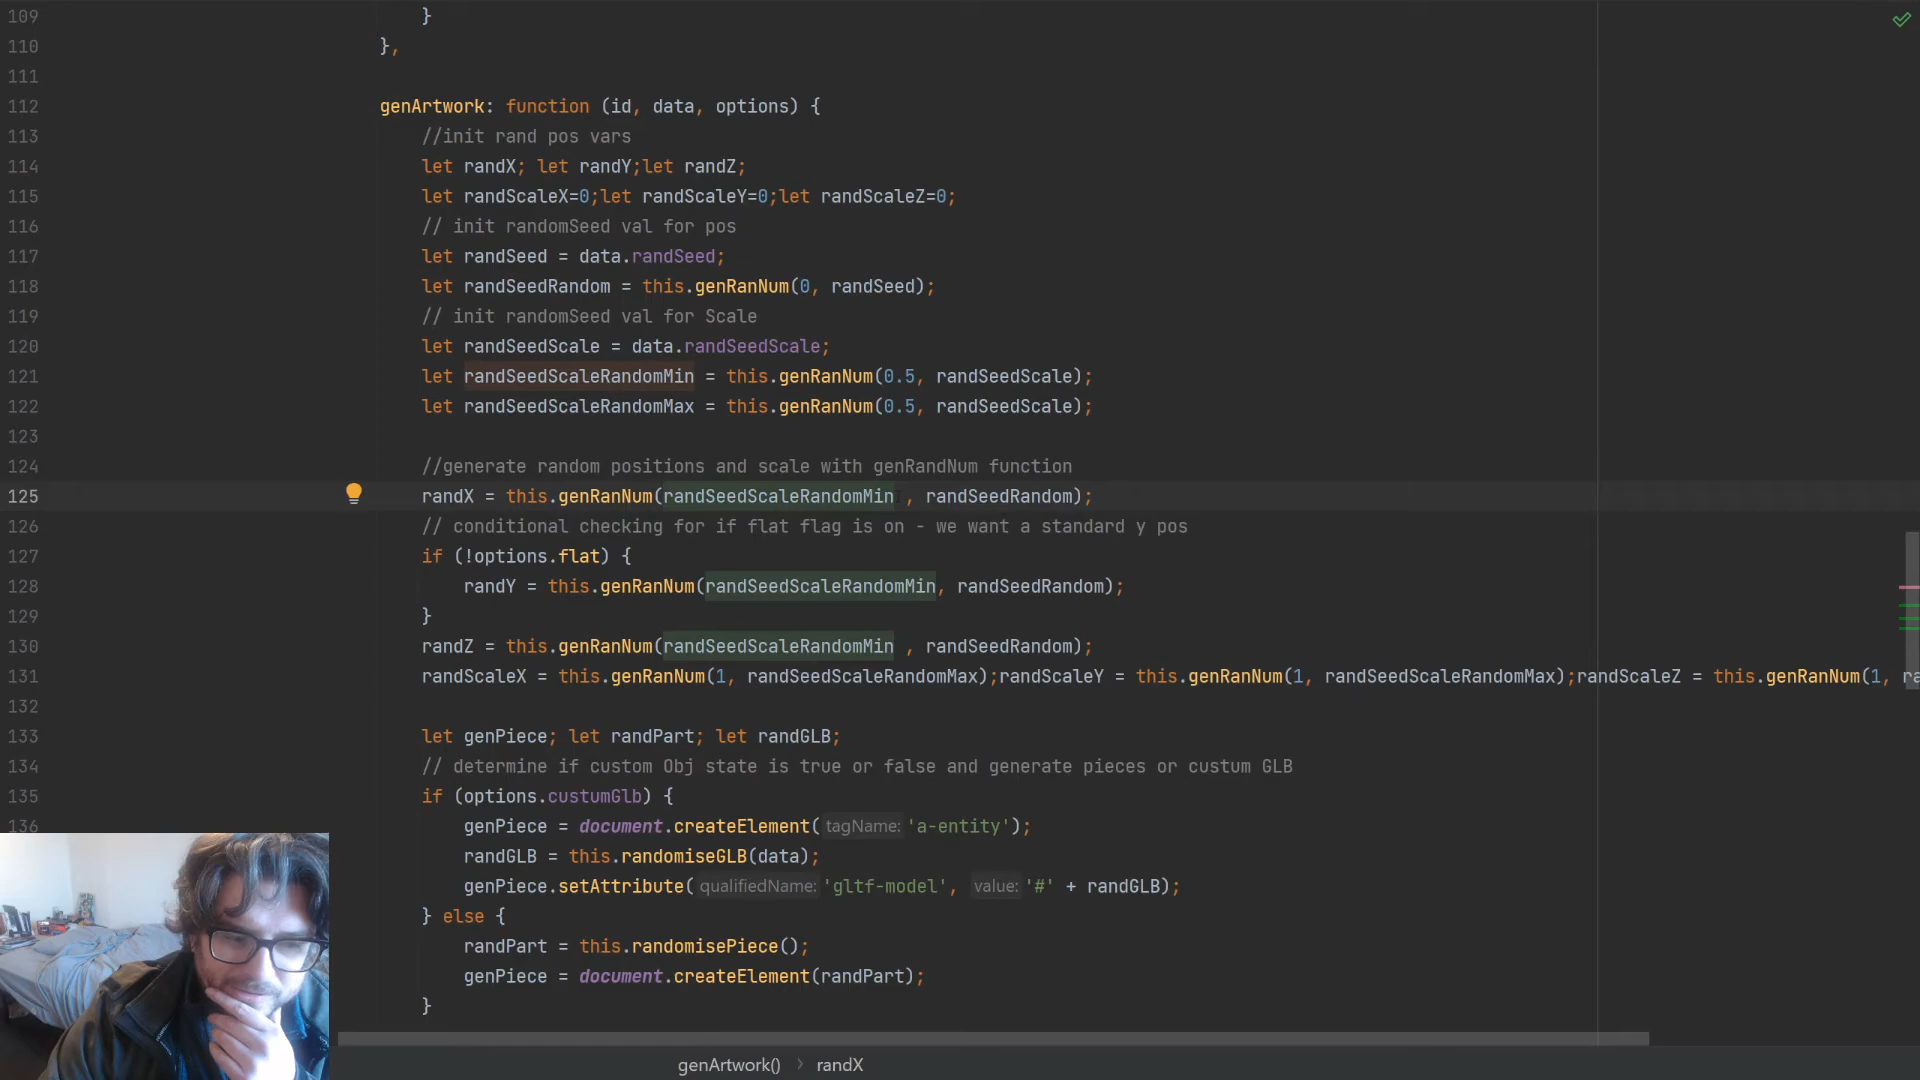 109 }
110 },
111
112 genArtwork: function (id, data, options) {
113 //init rand pos vars
114 let randX; let randY;let randZ;
115 let randScaleX=0;let randScaleY=0;let randScaleZ=0;
116 // init randomSeed val for pos
117 let randSeed = data.randSeed;
118 let randSeedRandom = this.genRanNum(0, randSeed);
119 // init randomSeed val for Scale
120 let randSeedScale = data.randSeedScale;
121 let randSeedScaleRandomMin = this.genRanNum(0.5, randSeedScale);
122 let randSeedScaleRandomMax = this.genRanNum(0.5, randSeedScale);
123
124 //generate random positions and scale with genRandNum function
125 randX = this.genRanNum(randSeedScaleRandomMin , randSeedRandom);
126 // conditional checking for if flat flag is on - we want a standard y pos
127 if (!options.flat) {
128 randY = this.genRanNum(randSeedScaleRandomMin, randSeedRandom);
129 }
130 randZ = this.genRanNum(randSeedScaleRandomMin , randSeedRandom);
131 randScaleX = this.genRanNum(1, randSeedScaleRandomMax);randScaleY = this.genRanNum(1, randSeedScaleRandomMax);randScaleZ = this.genRanNum(1, ra
132
133 let genPiece; let randPart; let randGLB;
134 // determine if custom Obj state is true or false and generate pieces or custum GLB
135 if (options.custumGlb) {
136 genPiece = document.createElement( tagName: 'a-entity');
randGLB = this.randomiseGLB(data);
genPiece.setAttribute( qualifiedName: 'gltf-model', value: '#' + randGLB);
} else {
randPart = this.randomisePiece();
genPiece = document.createElement(randPart);
}
genArtwork() › randX